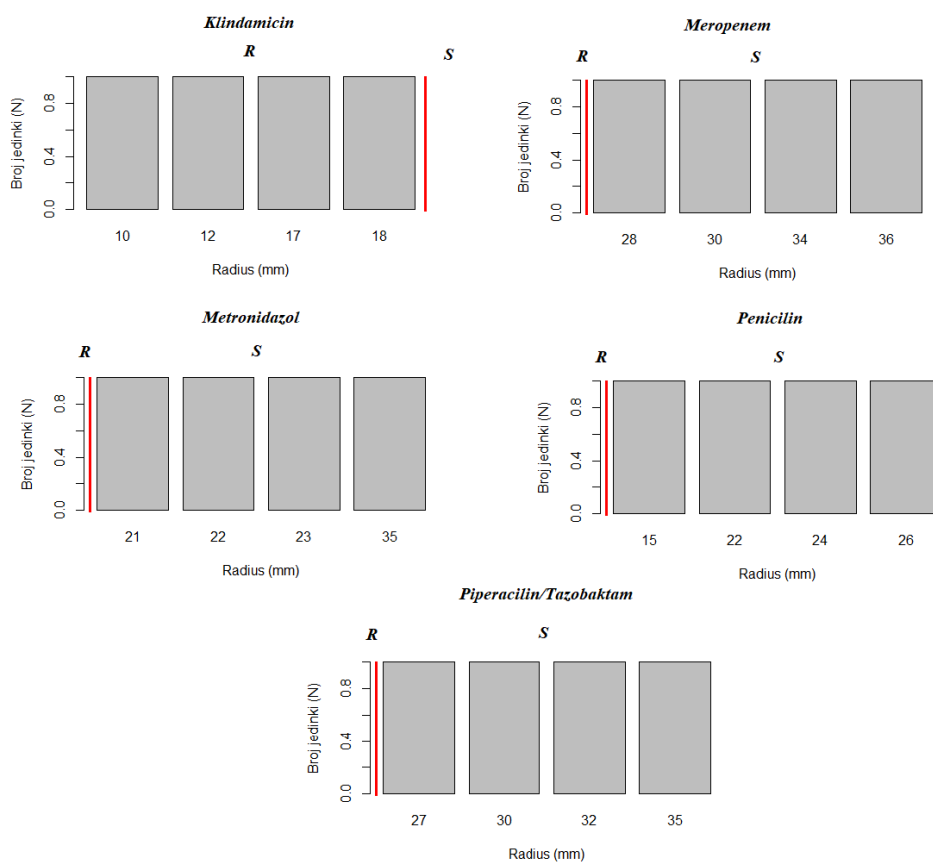 Klindamicin
R S
Broj jedinki (N)
0.0 0.4 0.8
10 12 17 18
Radius (mm)
Meropenem
R S
Broj jedinki (N)
0.0 0.4 0.8
28 30 34 36
Radius (mm)
Metronidazol
R S
Broj jedinki (N)
0.0 0.4 0.8
21 22 23 35
Radius (mm)
Penicilin
R S
Broj jedinki (N)
0.0 0.4 0.8
15 22 24 26
Radius (mm)
Piperacilin/Tazobaktam
R S
Broj jedinki (N)
0.0 0.4 0.8
27 30 32 35
Radius (mm)